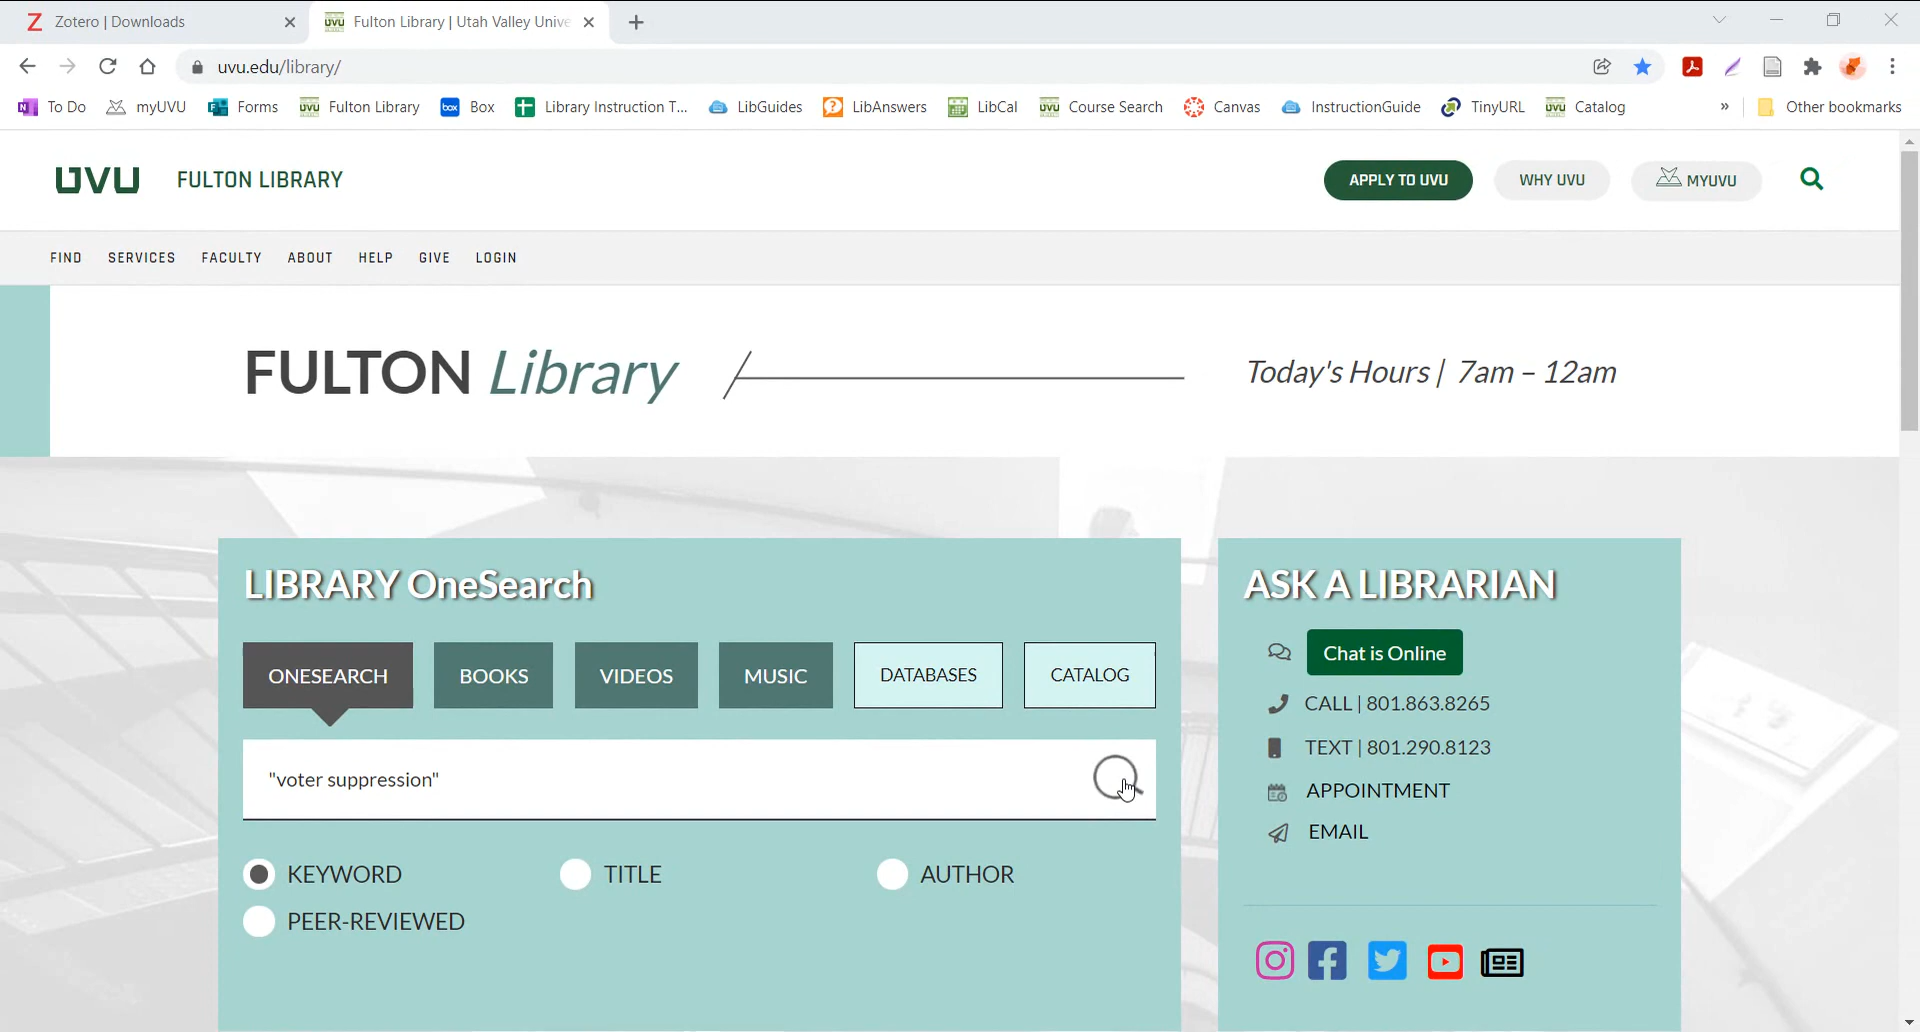 Zotero | Downloads
Fulton Library | Utah Valley Unive
uvu.edu/library/
To Do
myUVU
Forms
Fulton Library
Box
Library Instruction T...
LibGuides
LibAnswers
LibCal
Course Search
Canvas
InstructionGuide
TinyURL
Catalog
»
Other bookmarks
UVU FULTON LIBRARY
APPLY TO UVU
WHY UVU
MYUVU
FIND SERVICES FACULTY ABOUT HELP GIVE LOGIN
FULTON Library
Today's Hours | 7am – 12am
LIBRARY OneSearch
ONESEARCH
BOOKS
VIDEOS
MUSIC
DATABASES
CATALOG
"voter suppression"
KEYWORD
TITLE
AUTHOR
PEER-REVIEWED
ASK A LIBRARIAN
Chat is Online
CALL | 801.863.8265
TEXT | 801.290.8123
APPOINTMENT
EMAIL